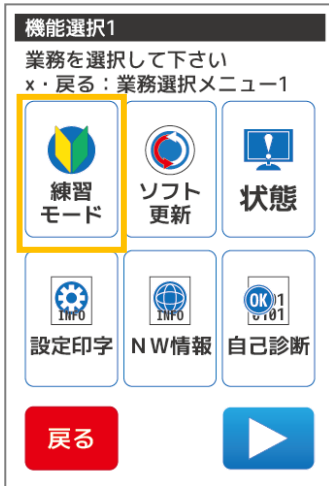 機能選択1
業務を選択して下さい
x・戻る：業務選択メニュー1
練習
モード
ソフト
更新
状態
INFO
設定印字
INFO
NW情報
OK
0101
自己診断
戻る